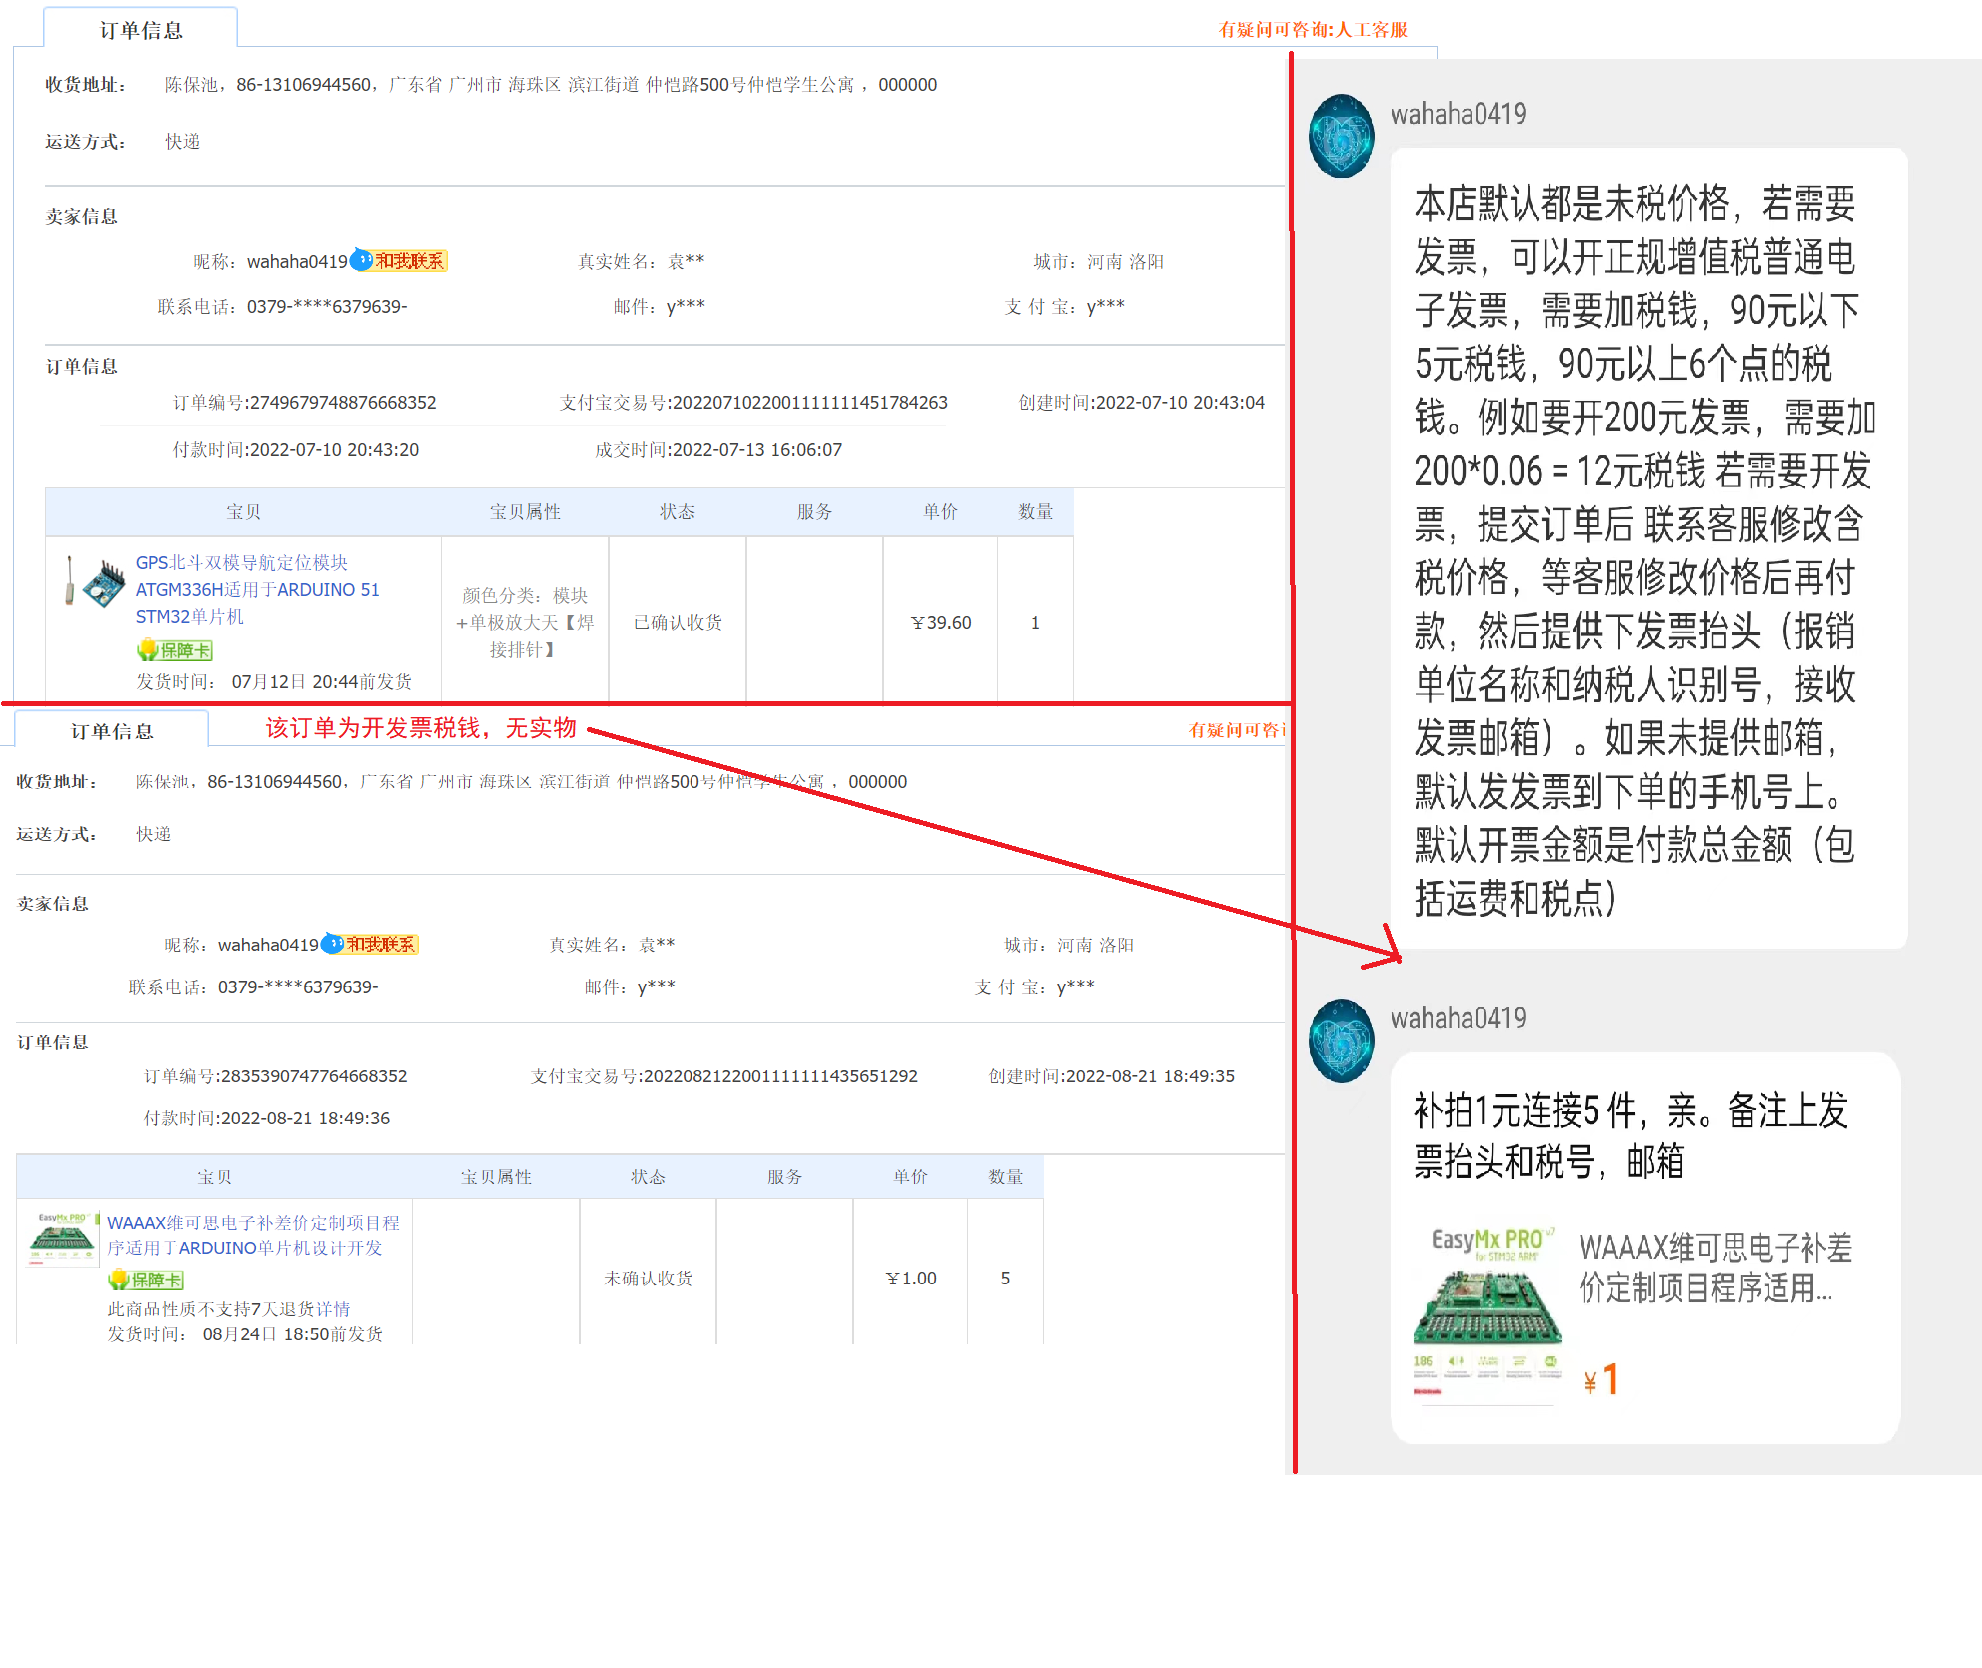 订单信息
有疑问可咨询:人工客服
收货地址： 陈保池，86-13106944560，广东省 广州市 海珠区 滨江街道 仲恺路500号仲恺学生公寓 ，000000
运送方式： 快递
卖家信息
昵称：wahaha0419 和我联系 真实姓名：袁** 城市：河南 洛阳
联系电话：0379-****6379639- 邮件：y*** 支 付 宝：y***
订单信息
订单编号:2749679748876668352 支付宝交易号:2022071022001111111451784263 创建时间:2022-07-10 20:43:04
付款时间:2022-07-10 20:43:20 成交时间:2022-07-13 16:06:07
宝贝 宝贝属性 状态 服务 单价 数量
GPS北斗双模导航定位模块
ATGM336H适用于ARDUINO 51
STM32单片机
保障卡
发货时间： 07月12日 20:44前发货
颜色分类：模块
+单极放大天【焊
接排针】
已确认收货
￥39.60
1
订单信息
该订单为开发票税钱，无实物
有疑问可咨
收货地址： 陈保池，86-13106944560，广东省 广州市 海珠区 滨江街道 仲恺路500号仲恺学生公寓 ，000000
运送方式： 快递
卖家信息
昵称：wahaha0419 和我联系 真实姓名：袁** 城市：河南 洛阳
联系电话：0379-****6379639- 邮件：y*** 支 付 宝：y***
订单信息
订单编号:2835390747764668352 支付宝交易号:2022082122001111111435651292 创建时间:2022-08-21 18:49:35
付款时间:2022-08-21 18:49:36
宝贝 宝贝属性 状态 服务 单价 数量
EasyMx PRO
WAAAX维可思电子补差价定制项目程
序适用于ARDUINO单片机设计开发
保障卡
此商品性质不支持7天退货详情
发货时间： 08月24日 18:50前发货
未确认收货
￥1.00
5
wahaha0419
本店默认都是未税价格，若需要
发票，可以开正规增值税普通电
子发票，需要加税钱，90元以下
5元税钱，90元以上6个点的税
钱。例如要开200元发票，需要加
200*0.06 = 12元税钱 若需要开发
票，提交订单后 联系客服修改含
税价格，等客服修改价格后再付
款，然后提供下发票抬头（报销
单位名称和纳税人识别号，接收
发票邮箱）。如果未提供邮箱，
默认发发票到下单的手机号上。
默认开票金额是付款总金额（包
括运费和税点）
wahaha0419
补拍1元连接5 件，亲。备注上发
票抬头和税号，邮箱
EasyMx PRO v7
for STM32 ARM
186
WAAAX维可思电子补差
价定制项目程序适用...
￥1